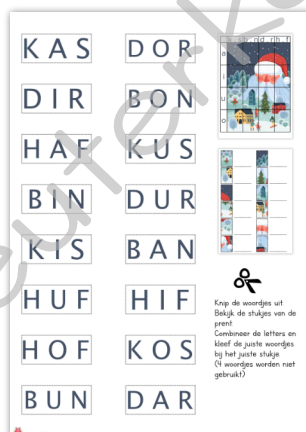 KAS DOR
DIR BON
HAF KUS
BIN DUR
KIS BAN
HUF HIF
HOF KOS
BUN DAR
Knip de woordjes uit
Bekijk de stukjes van de
prent.
Combineer de letters en
kleef de juiste woordjes
bij het juiste stukje.
(4 woordjes worden niet
gebruikt)